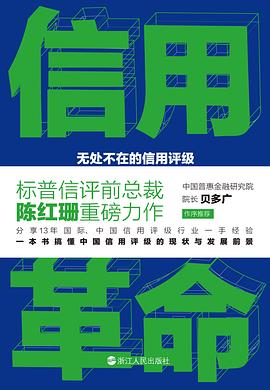 信用
无处不在的信用评级
标普信评前总裁
陈红珊重磅力作
中国普惠金融研究院
院长 贝多广
作序推荐
分享13年国际、中国信用评级行业一手经验
一本书搞懂中国信用评级的现状与发展前景
革命
浙江人民出版社